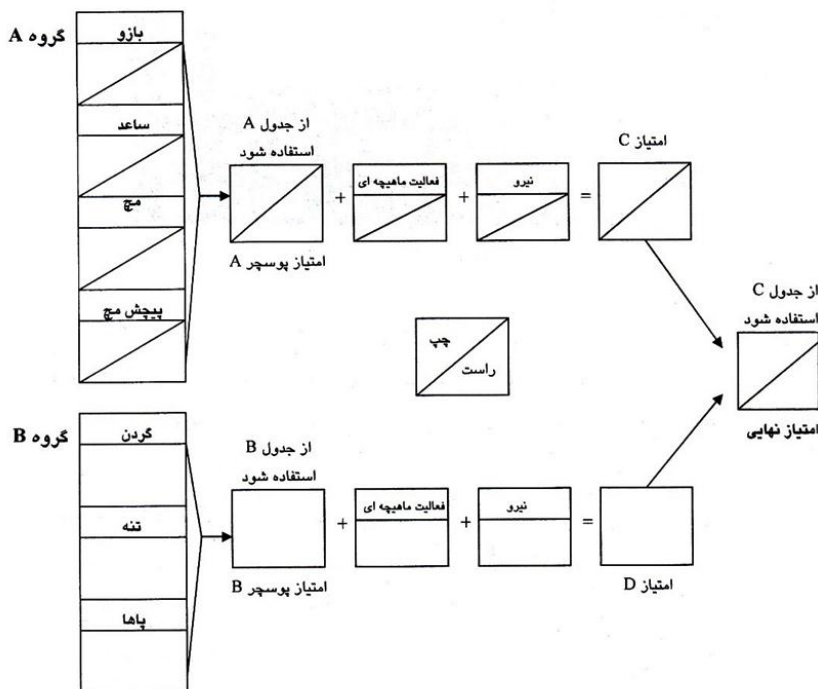 گروه A
بازو
ساعد
مچ
پیچش مچ
از جدول A
استفاده شود
امتیاز پوسچر A
+
فعالیت ماهیچه ای
+
نیرو
=
امتیاز C
چپ
راست
از جدول C
استفاده شود
امتیاز نهایی
گروه B
گردن
تنه
پاها
از جدول B
استفاده شود
امتیاز پوسچر B
+
فعالیت ماهیچه ای
+
نیرو
=
امتیاز D